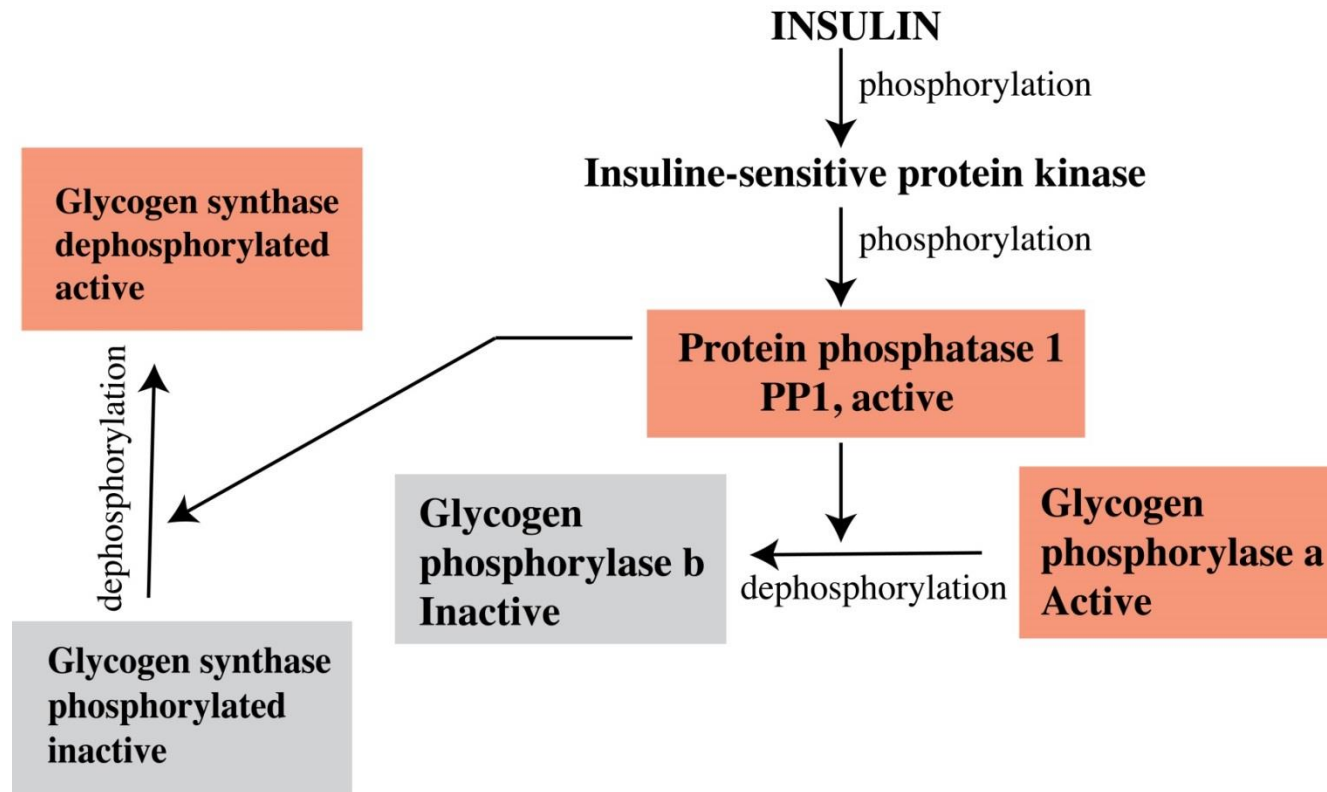 INSULIN
phosphorylation
Insuline-sensitive protein kinase
phosphorylation
Glycogen synthase
dephosphorylated
active
dephosphorylation
Protein phosphatase 1
PP1, active
Glycogen
phosphorylase b
Inactive
dephosphorylation
Glycogen
phosphorylase a
Active
Glycogen synthase
phosphorylated
inactive